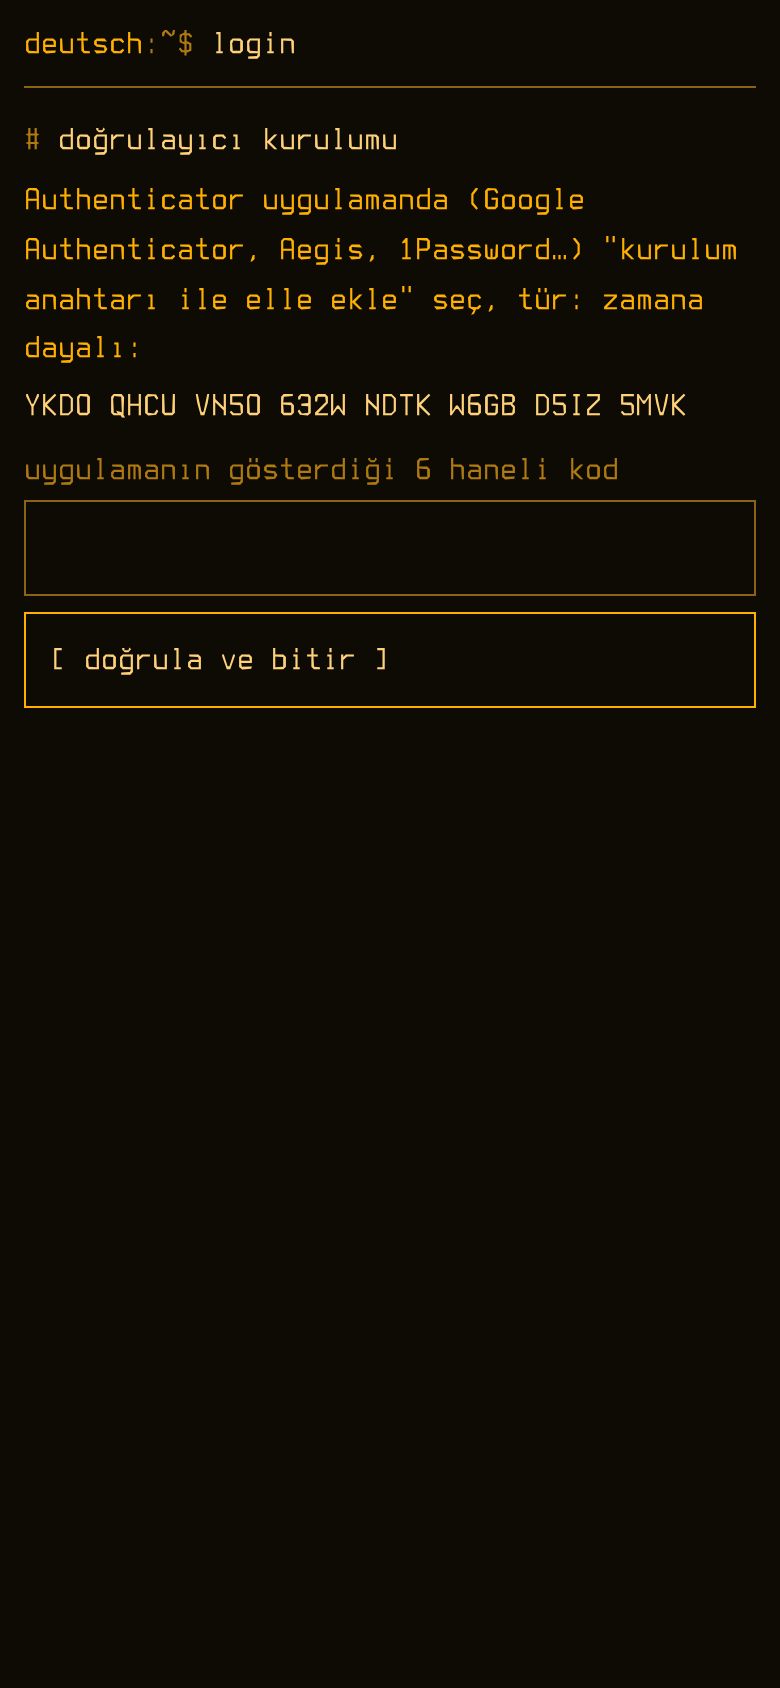 deutsch:~$ login
# doğrulayıcı kurulumu
Authenticator uygulamanda (Google
Authenticator, Aegis, 1Password…) "kurulum
anahtarı ile elle ekle" seç, tür: zamana
dayalı:
YKDO QHCU VN5O 632W NDTK W6GB D5IZ 5MVK
uygulamanın gösterdiği 6 haneli kod
[ doğrula ve bitir ]